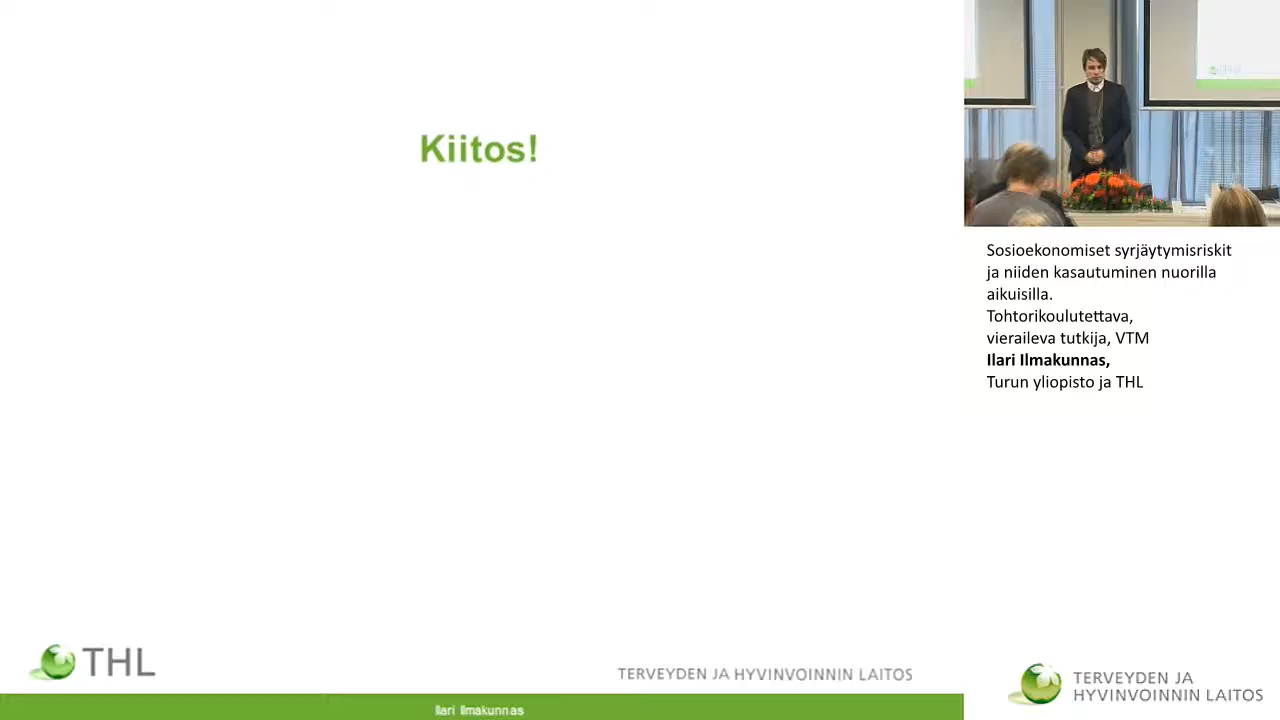 Kiitos!
Sosioekonomiset syrjäytymisriskit
ja niiden kasautuminen nuorilla
aikuisilla.
Tohtorikoulutettava,
vieraileva tutkija, VTM
Ilari Ilmakunnas,
Turun yliopisto ja THL
THL
TERVEYDEN JA HYVINVOINNIN LAITOS
Ilari Ilmakunnas
TERVEYDEN JA
HYVINVOINNIN LAITOS